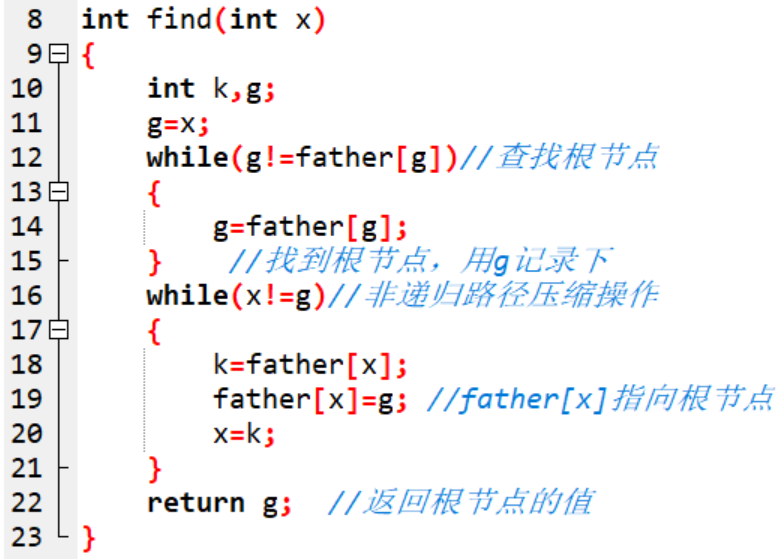 8 int find(int x)
9 {
10 int k,g;
11 g=x;
12 while(g!=father[g])//查找根节点
13 {
14 g=father[g];
15 } //找到根节点，用g记录下
16 while(x!=g)//非递归路径压缩操作
17 {
18 k=father[x];
19 father[x]=g; //father[x]指向根节点
20 x=k;
21 }
22 return g; //返回根节点的值
23 }